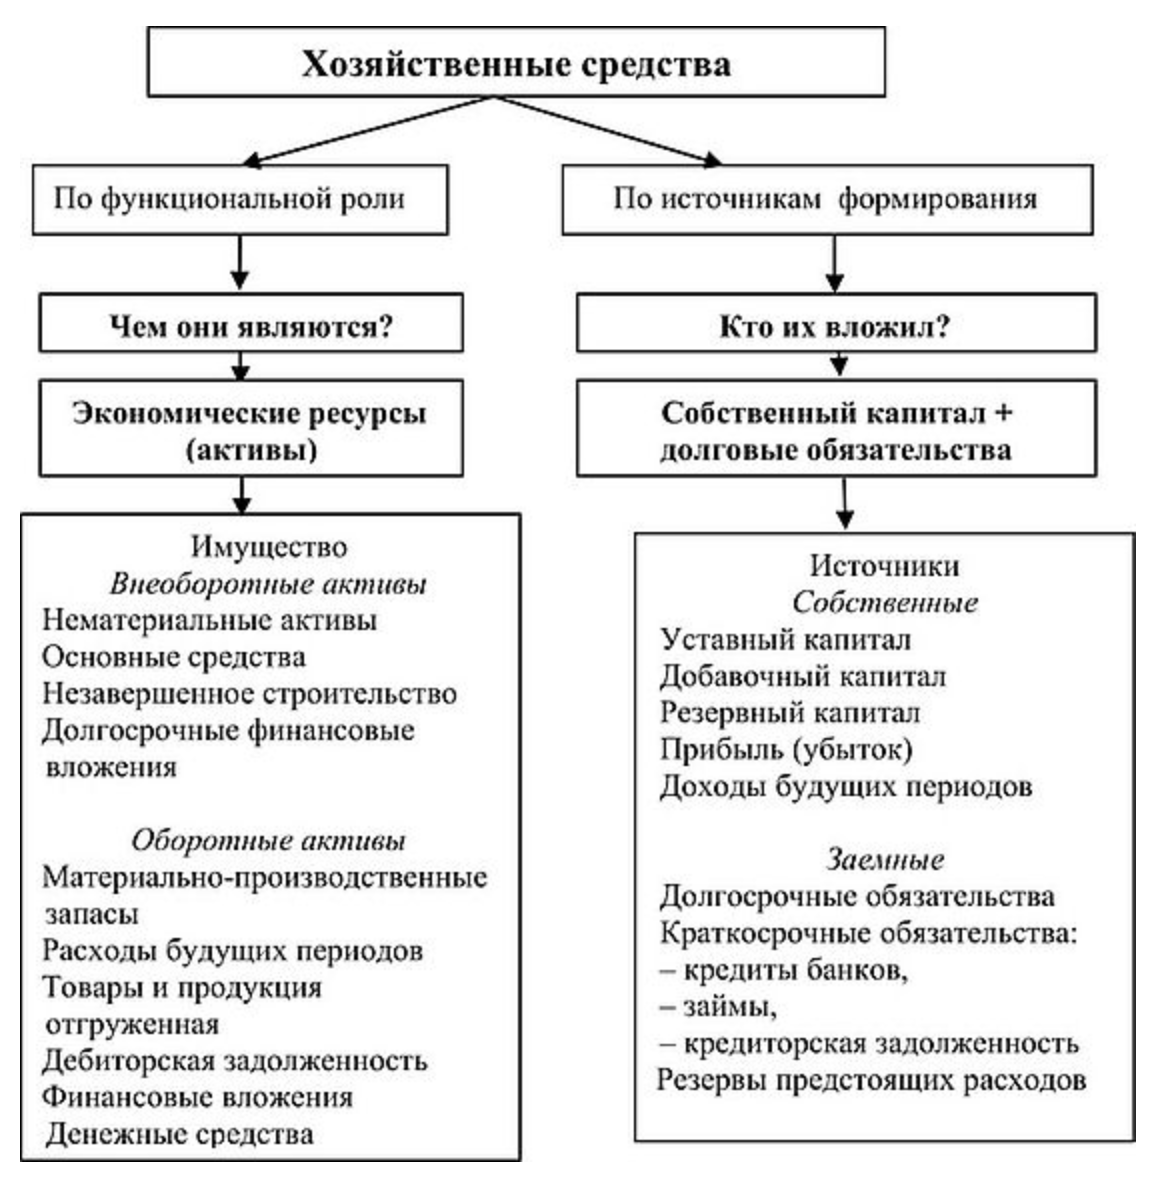 Хозяйственные средства
По функциональной роли
По источникам формирования
Чем они являются?
Кто их вложил?
Экономические ресурсы
(активы)
Собственный капитал +
долговые обязательства
Имущество
Внеоборотные активы
Нематериальные активы
Основные средства
Незавершенное строительство
Долгосрочные финансовые
вложения
Оборотные активы
Материально-производственные
запасы
Расходы будущих периодов
Товары и продукция
отгруженная
Дебиторская задолженность
Финансовые вложения
Денежные средства
Источники
Собственные
Уставный капитал
Добавочный капитал
Резервный капитал
Прибыль (убыток)
Доходы будущих периодов
Заемные
Долгосрочные обязательства
Краткосрочные обязательства:
– кредиты банков,
– займы,
– кредиторская задолженность
Резервы предстоящих расходов